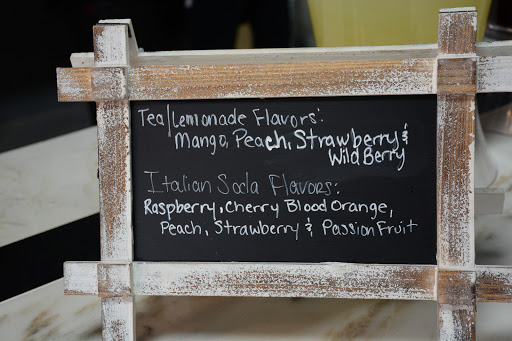 Tea/Lemonade Flavors:
Mango, Peach, Strawberry &
Wild Berry
Italian Soda Flavors:
Raspberry, Cherry Blood Orange,
Peach, Strawberry & Passion Fruit